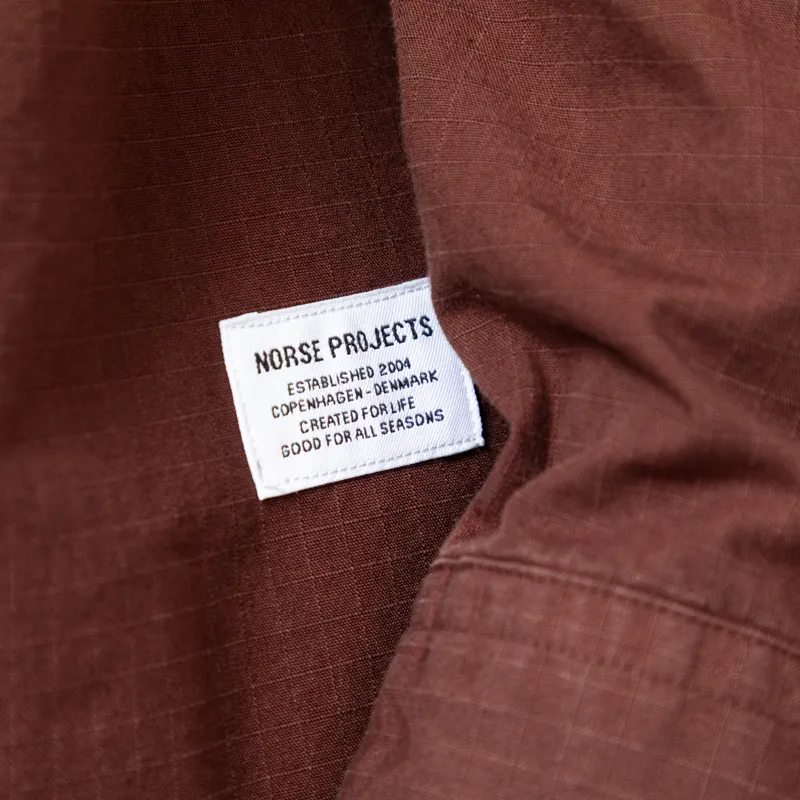 NORSE PROJECTS
ESTABLISHED 2004
COPENHAGEN - DENMARK
CREATED FOR LIFE
GOOD FOR ALL SEASONS